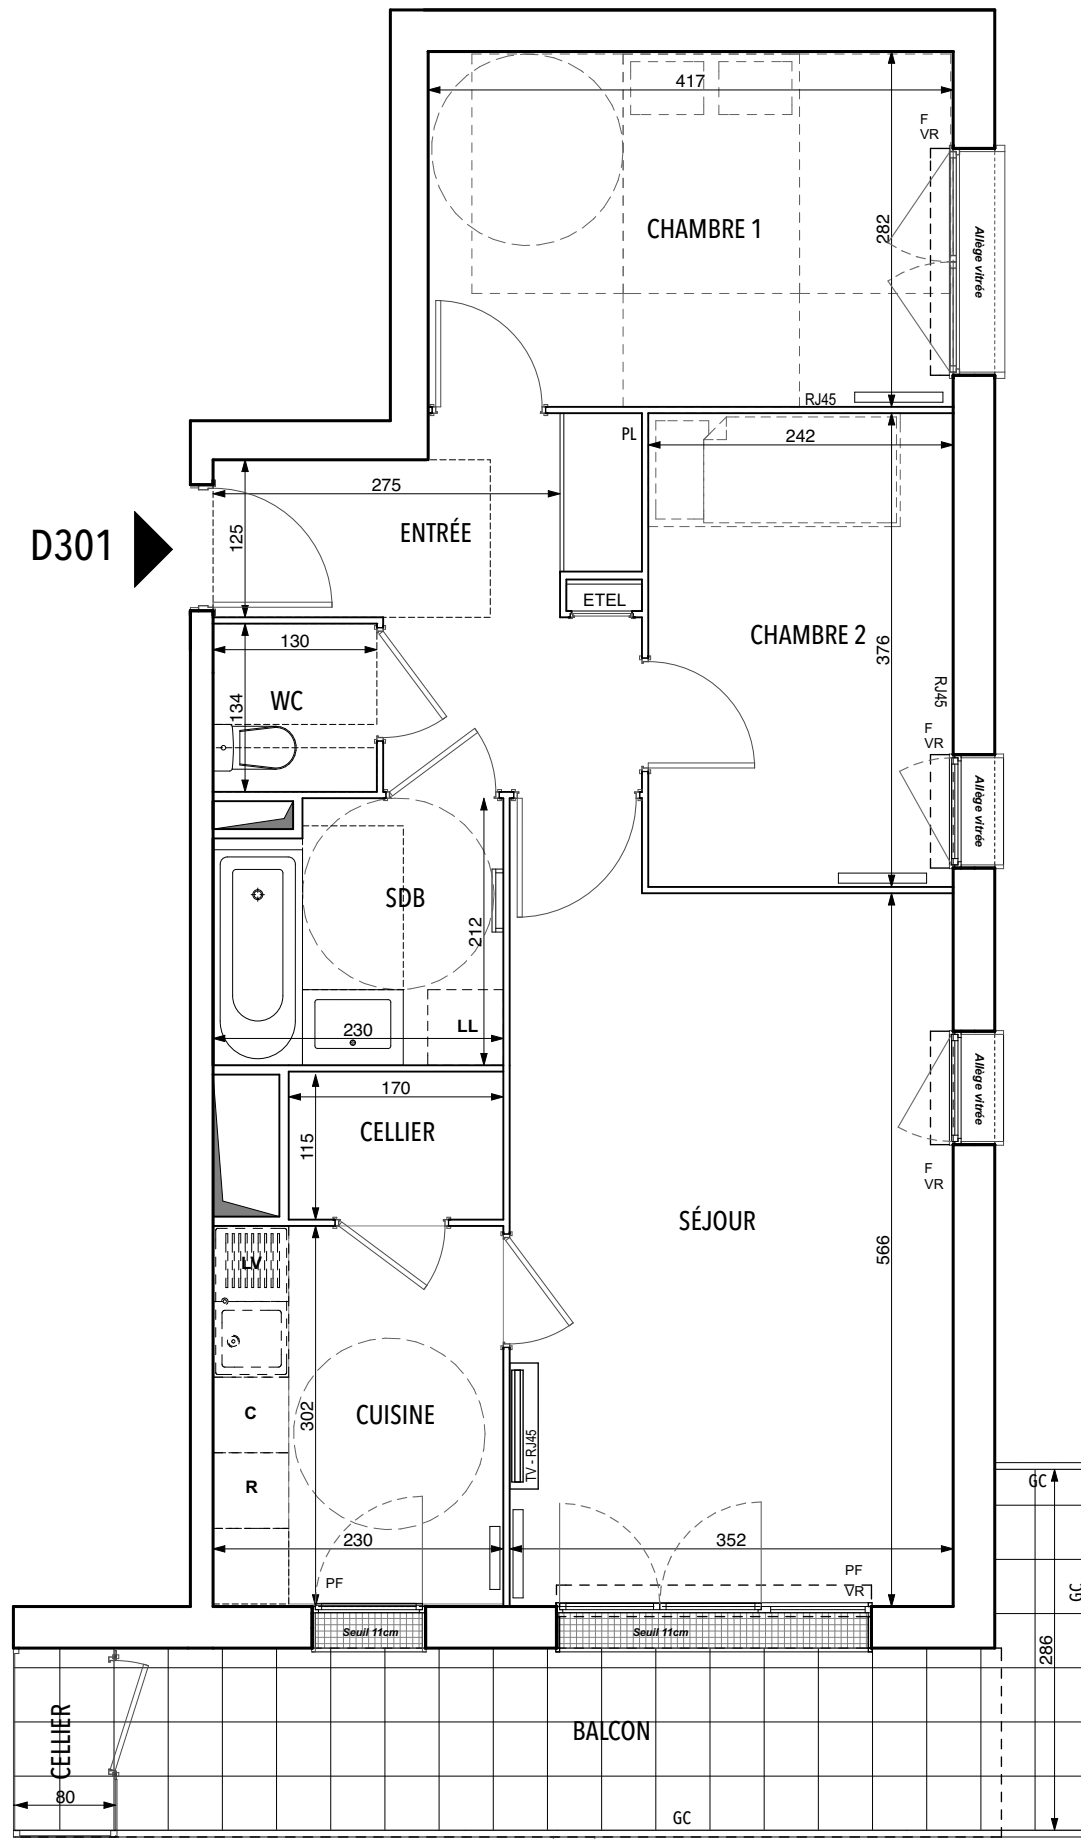 417
F
VR
CHAMBRE 1
282
Allège vitrée
RJ45
PL
242
275
D301
125
ENTRÉE
ETEL
CHAMBRE 2
376
130
WC
134
RJ45
F
VR
Allège vitrée
SDB
212
230
LL
170
CELLIER
115
Allège vitrée
F
VR
SÉJOUR
566
LV
C
302
CUISINE
R
TV - RJ45
GC
230
352
PF
PF
VR
GC
Seuil 11cm
Seuil 11cm
286
CELLIER
BALCON
80
GC